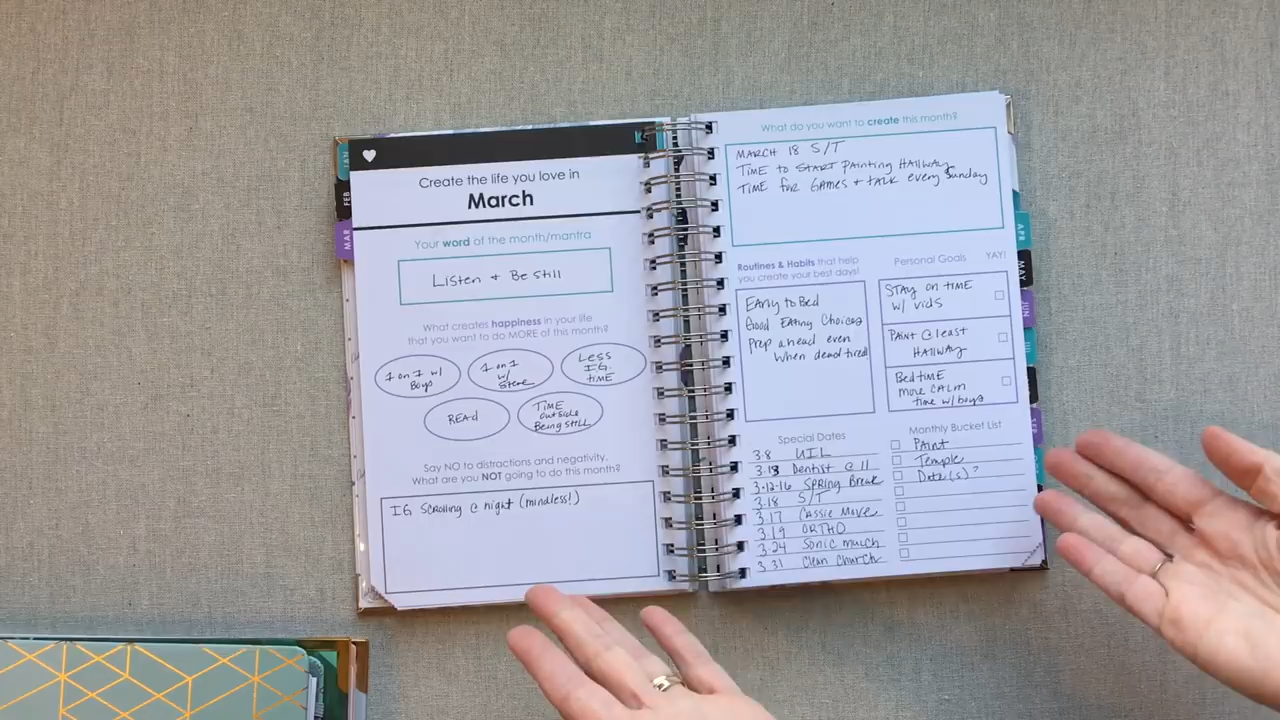 Create the life you love in
March
Your word of the month/mantra
Listen + Be Still
What creates happiness in your life
that you want to do MORE of this month?
1 on 1 w/
Boys
1 on 1
w/
Steve
Less
I.G.
TIME
READ
TIME
outside
Being STILL
Say NO to distractions and negativity.
What are you NOT going to do this month?
IG Scrolling @ night (mindless!)
What do you want to create this month?
MARCH 18 S/T
TIME to START PAINTING HALLWAY
TIME for GAMES + TALK every Sunday
Routines & Habits that help
you create your best days!
EARLY to BED
Good EATING Choices
Prep ahead even
when dead tired
Personal Goals YAY!
STAY on TIME
w/ vids
PAINT @ least
HALLWAY
BedTIME
more CALM
time w/ boys
Special Dates
3.8 UIL
3.13 Dentist @ 11
3.12-16 Spring Break
3.18 S/T
3.17 Cassie Move
3.19 ORTHO
3.24 Sonic
3.31 Clean Church
Monthly Bucket List
PAINT
Temple
Date(s)?
JAN
FEB
MAR
APR
MAY
JUN
JUL
SEP